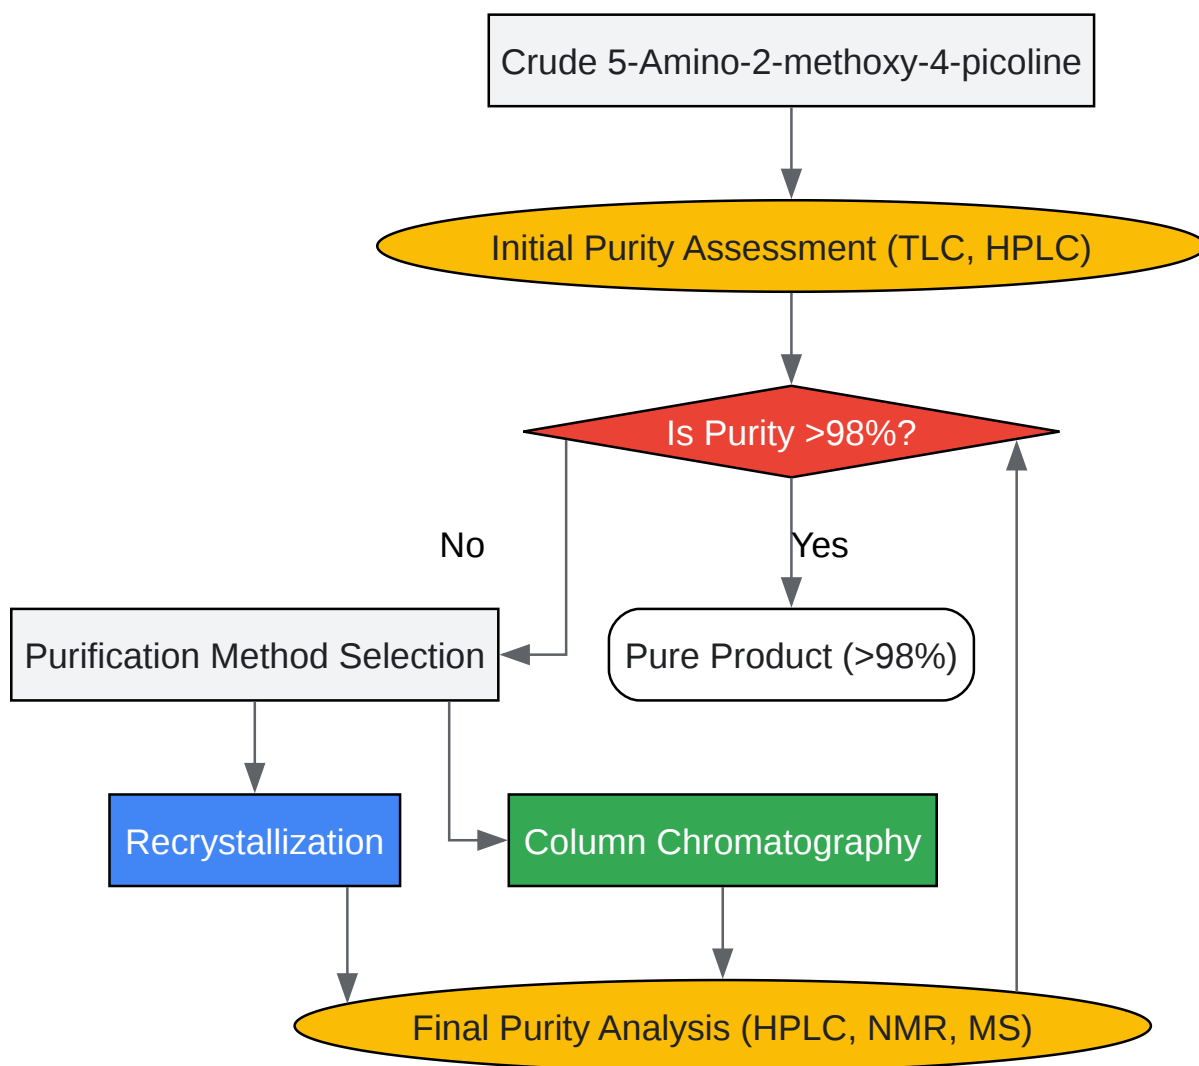 Crude 5-Amino-2-methoxy-4-picoline
Initial Purity Assessment (TLC, HPLC)
Is Purity >98%?
No
Yes
Purification Method Selection
Pure Product (>98%)
Recrystallization
Column Chromatography
Final Purity Analysis (HPLC, NMR, MS)